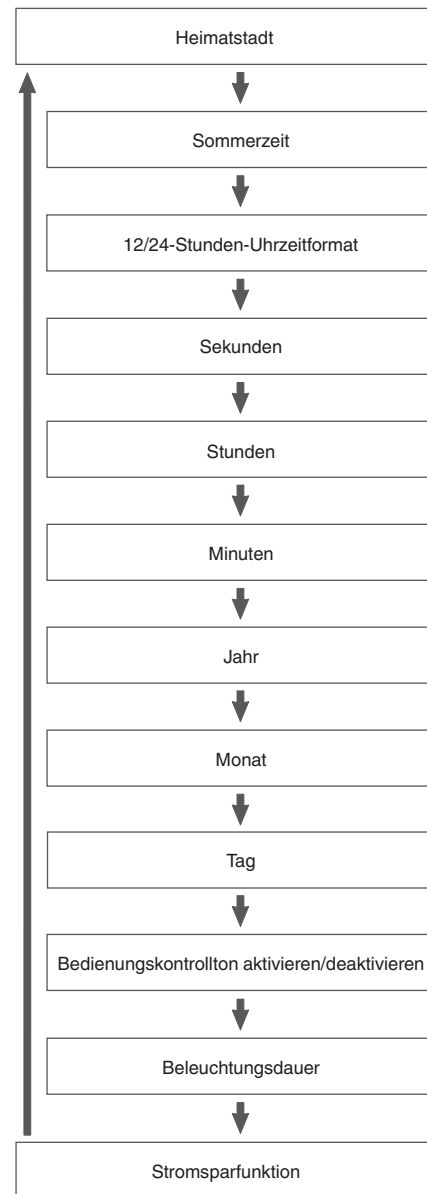 Heimatstadt
Sommerzeit
12/24-Stunden-Uhrzeitformat
Sekunden
Stunden
Minuten
Jahr
Monat
Tag
Bedienungskontrollton aktivieren/deaktivieren
Beleuchtungsdauer
Stromsparfunktion